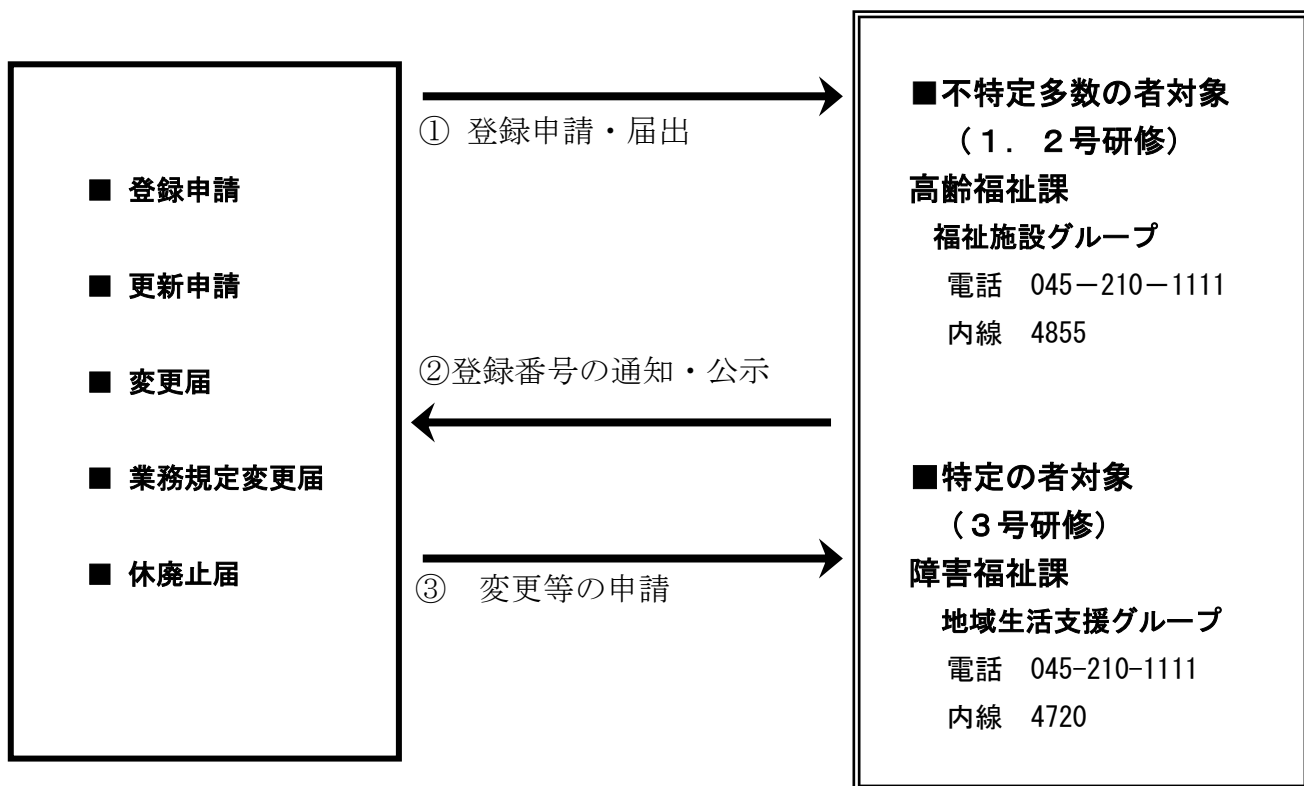 ■ 登録申請
■ 更新申請
■ 変更届
■ 業務規定変更届
■ 休廃止届
① 登録申請・届出
②登録番号の通知・公示
③　変更等の申請
■不特定多数の者対象
（１．２号研修）
高齢福祉課
福祉施設グループ
電話　045－210－1111
内線　4855
■特定の者対象
（３号研修）
障害福祉課
地域生活支援グループ
電話　045-210-1111
内線　4720